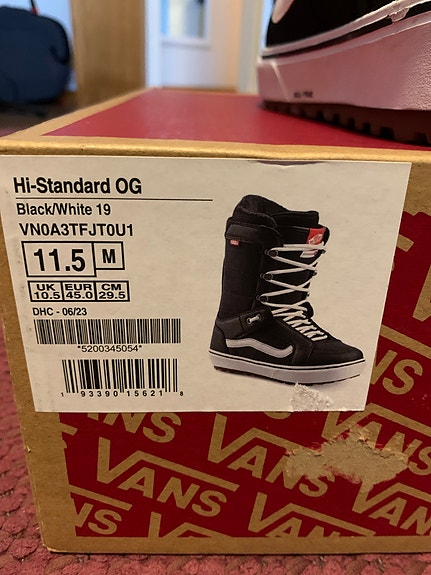 Hi-Standard OG
Black/White 19
VN0A3TFJT0U1
11.5 M
UK EUR CM
10.5 45.0 29.5
DHC - 06/23
*5200345054*
1 93390 15621 8
VANS
VANS VANS
VANS VANS VANS